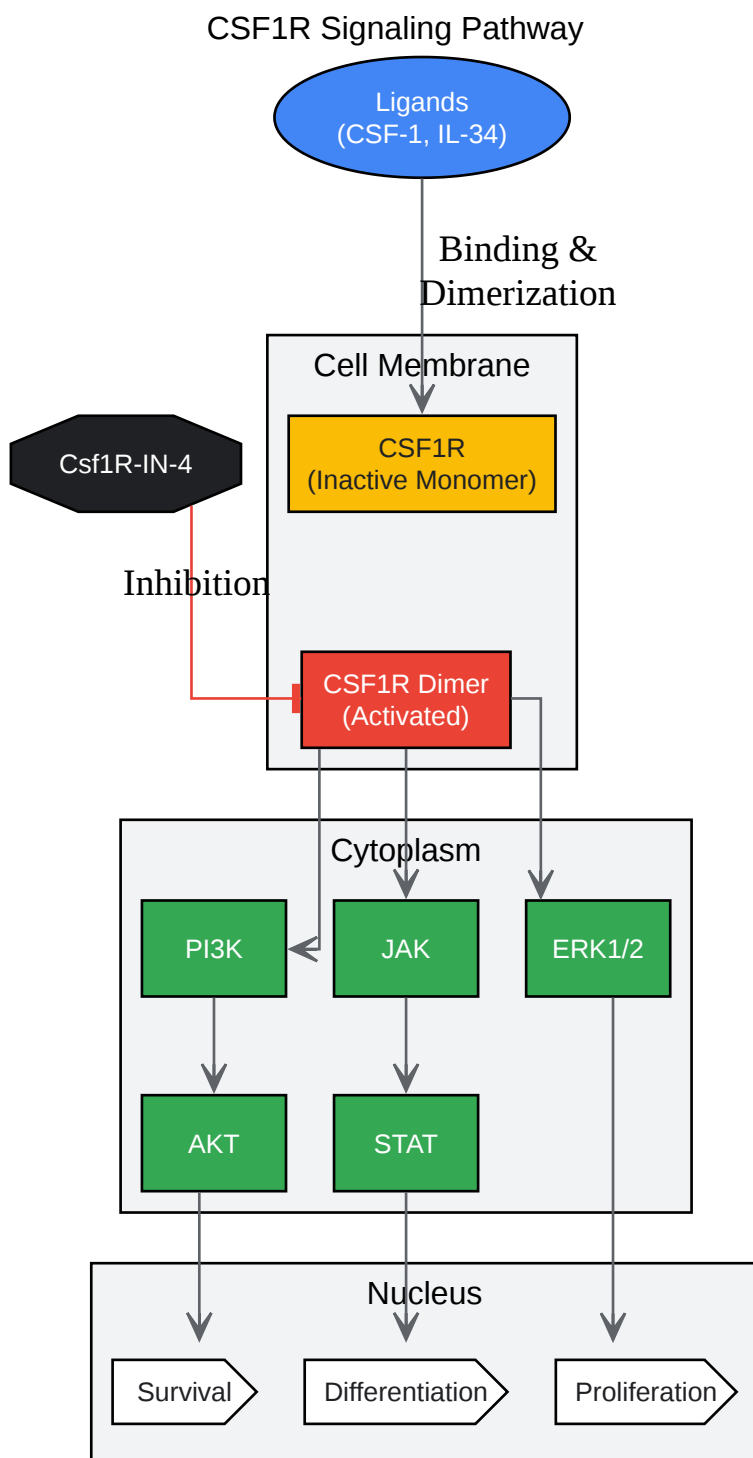 CSF1R Signaling Pathway
Ligands
(CSF-1, IL-34)
Binding &
Dimerization
Cell Membrane
CSF1R
(Inactive Monomer)
Csf1R-IN-4
Inhibition
CSF1R Dimer
(Activated)
Cytoplasm
PI3K
JAK
ERK1/2
AKT
STAT
Nucleus
Survival
Differentiation
Proliferation